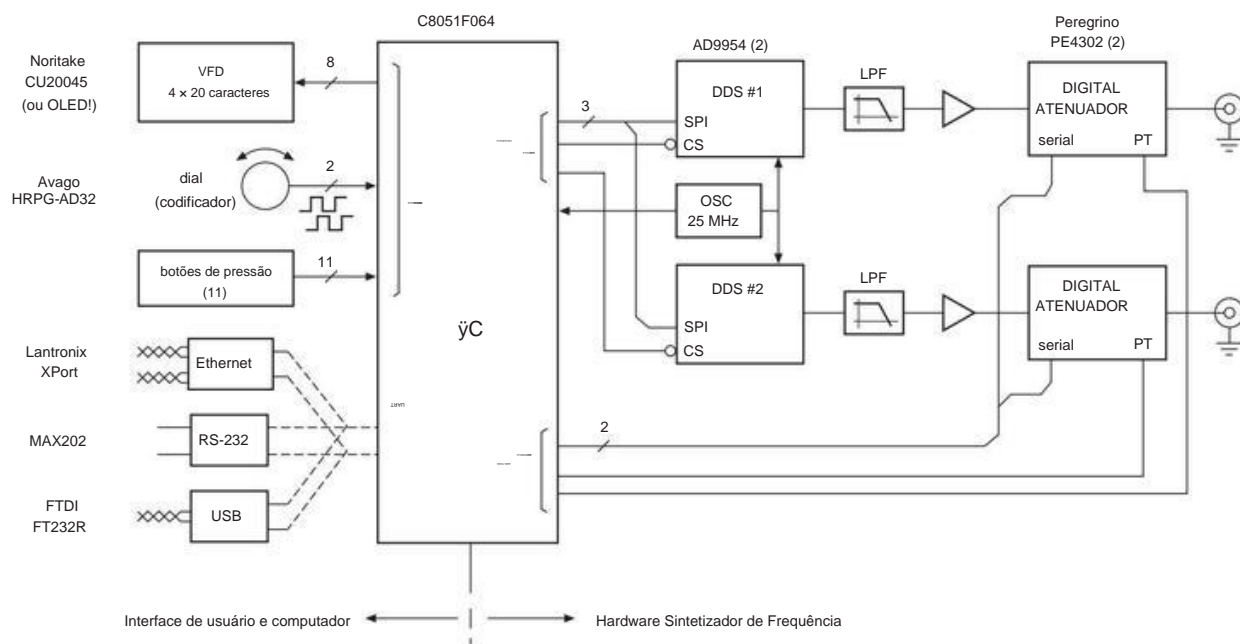 C8051F064
Peregrino
PE4302 (2)
AD9954 (2)
Noritake
CU20045
(ou OLED!)
VFD
4 × 20 caracteres
8
3
DDS #1
SPI
CS
LPF
DIGITAL
ATENUADOR
serial
PT
Avago
HRPG-AD32
dial
(codificador)
2
OSC
25 MHz
botões de pressão
(11)
11
ÿC
DDS #2
SPI
CS
LPF
DIGITAL
ATENUADOR
serial
PT
Lantronix
XPort
Ethernet
UART
MAX202
RS-232
2
FTDI
FT232R
USB
Interface de usuário e computador
Hardware Sintetizador de Frequência